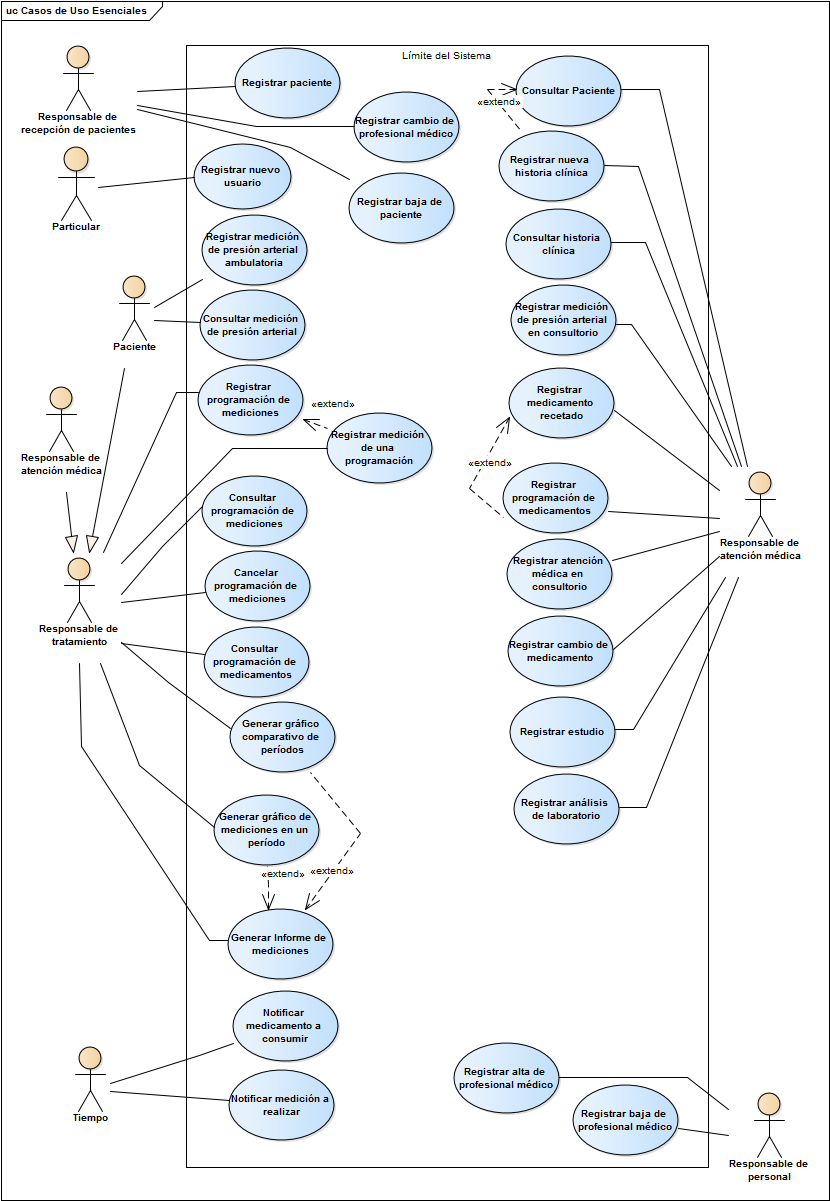 uc Casos de Uso Esenciales
Límite del Sistema
Responsable de
recepción de pacientes
Registrar paciente
Registrar cambio de
profesional médico
Registrar baja de
paciente
Particular
Registrar nuevo
usuario
Registrar medición
de presión arterial
ambulatoria
Paciente
Consultar medición
de presión arterial
Registrar
programación de
mediciones
«extend»
Registrar medición
de una
programación
Responsable de
atención médica
Consultar
programación de
mediciones
Cancelar
programación de
mediciones
Responsable de
tratamiento
Consultar
programación de
medicamentos
Generar gráfico
comparativo de
períodos
Generar gráfico de
mediciones en un
período
«extend»
«extend»
Generar Informe de
mediciones
Notificar
medicamento a
consumir
Tiempo
Notificar medición a
realizar
Consultar Paciente
«extend»
Registrar nueva
historia clínica
Consultar historia
clínica
Registrar medición
de presión arterial
en consultorio
Registrar
medicamento
recetado
«extend»
Registrar
programación de
medicamentos
Responsable de
atención médica
Registrar atención
médica en
consultorio
Registrar cambio de
medicamento
Registrar estudio
Registrar análisis
de laboratorio
Registrar alta de
profesional médico
Registrar baja de
profesional médico
Responsable de
personal